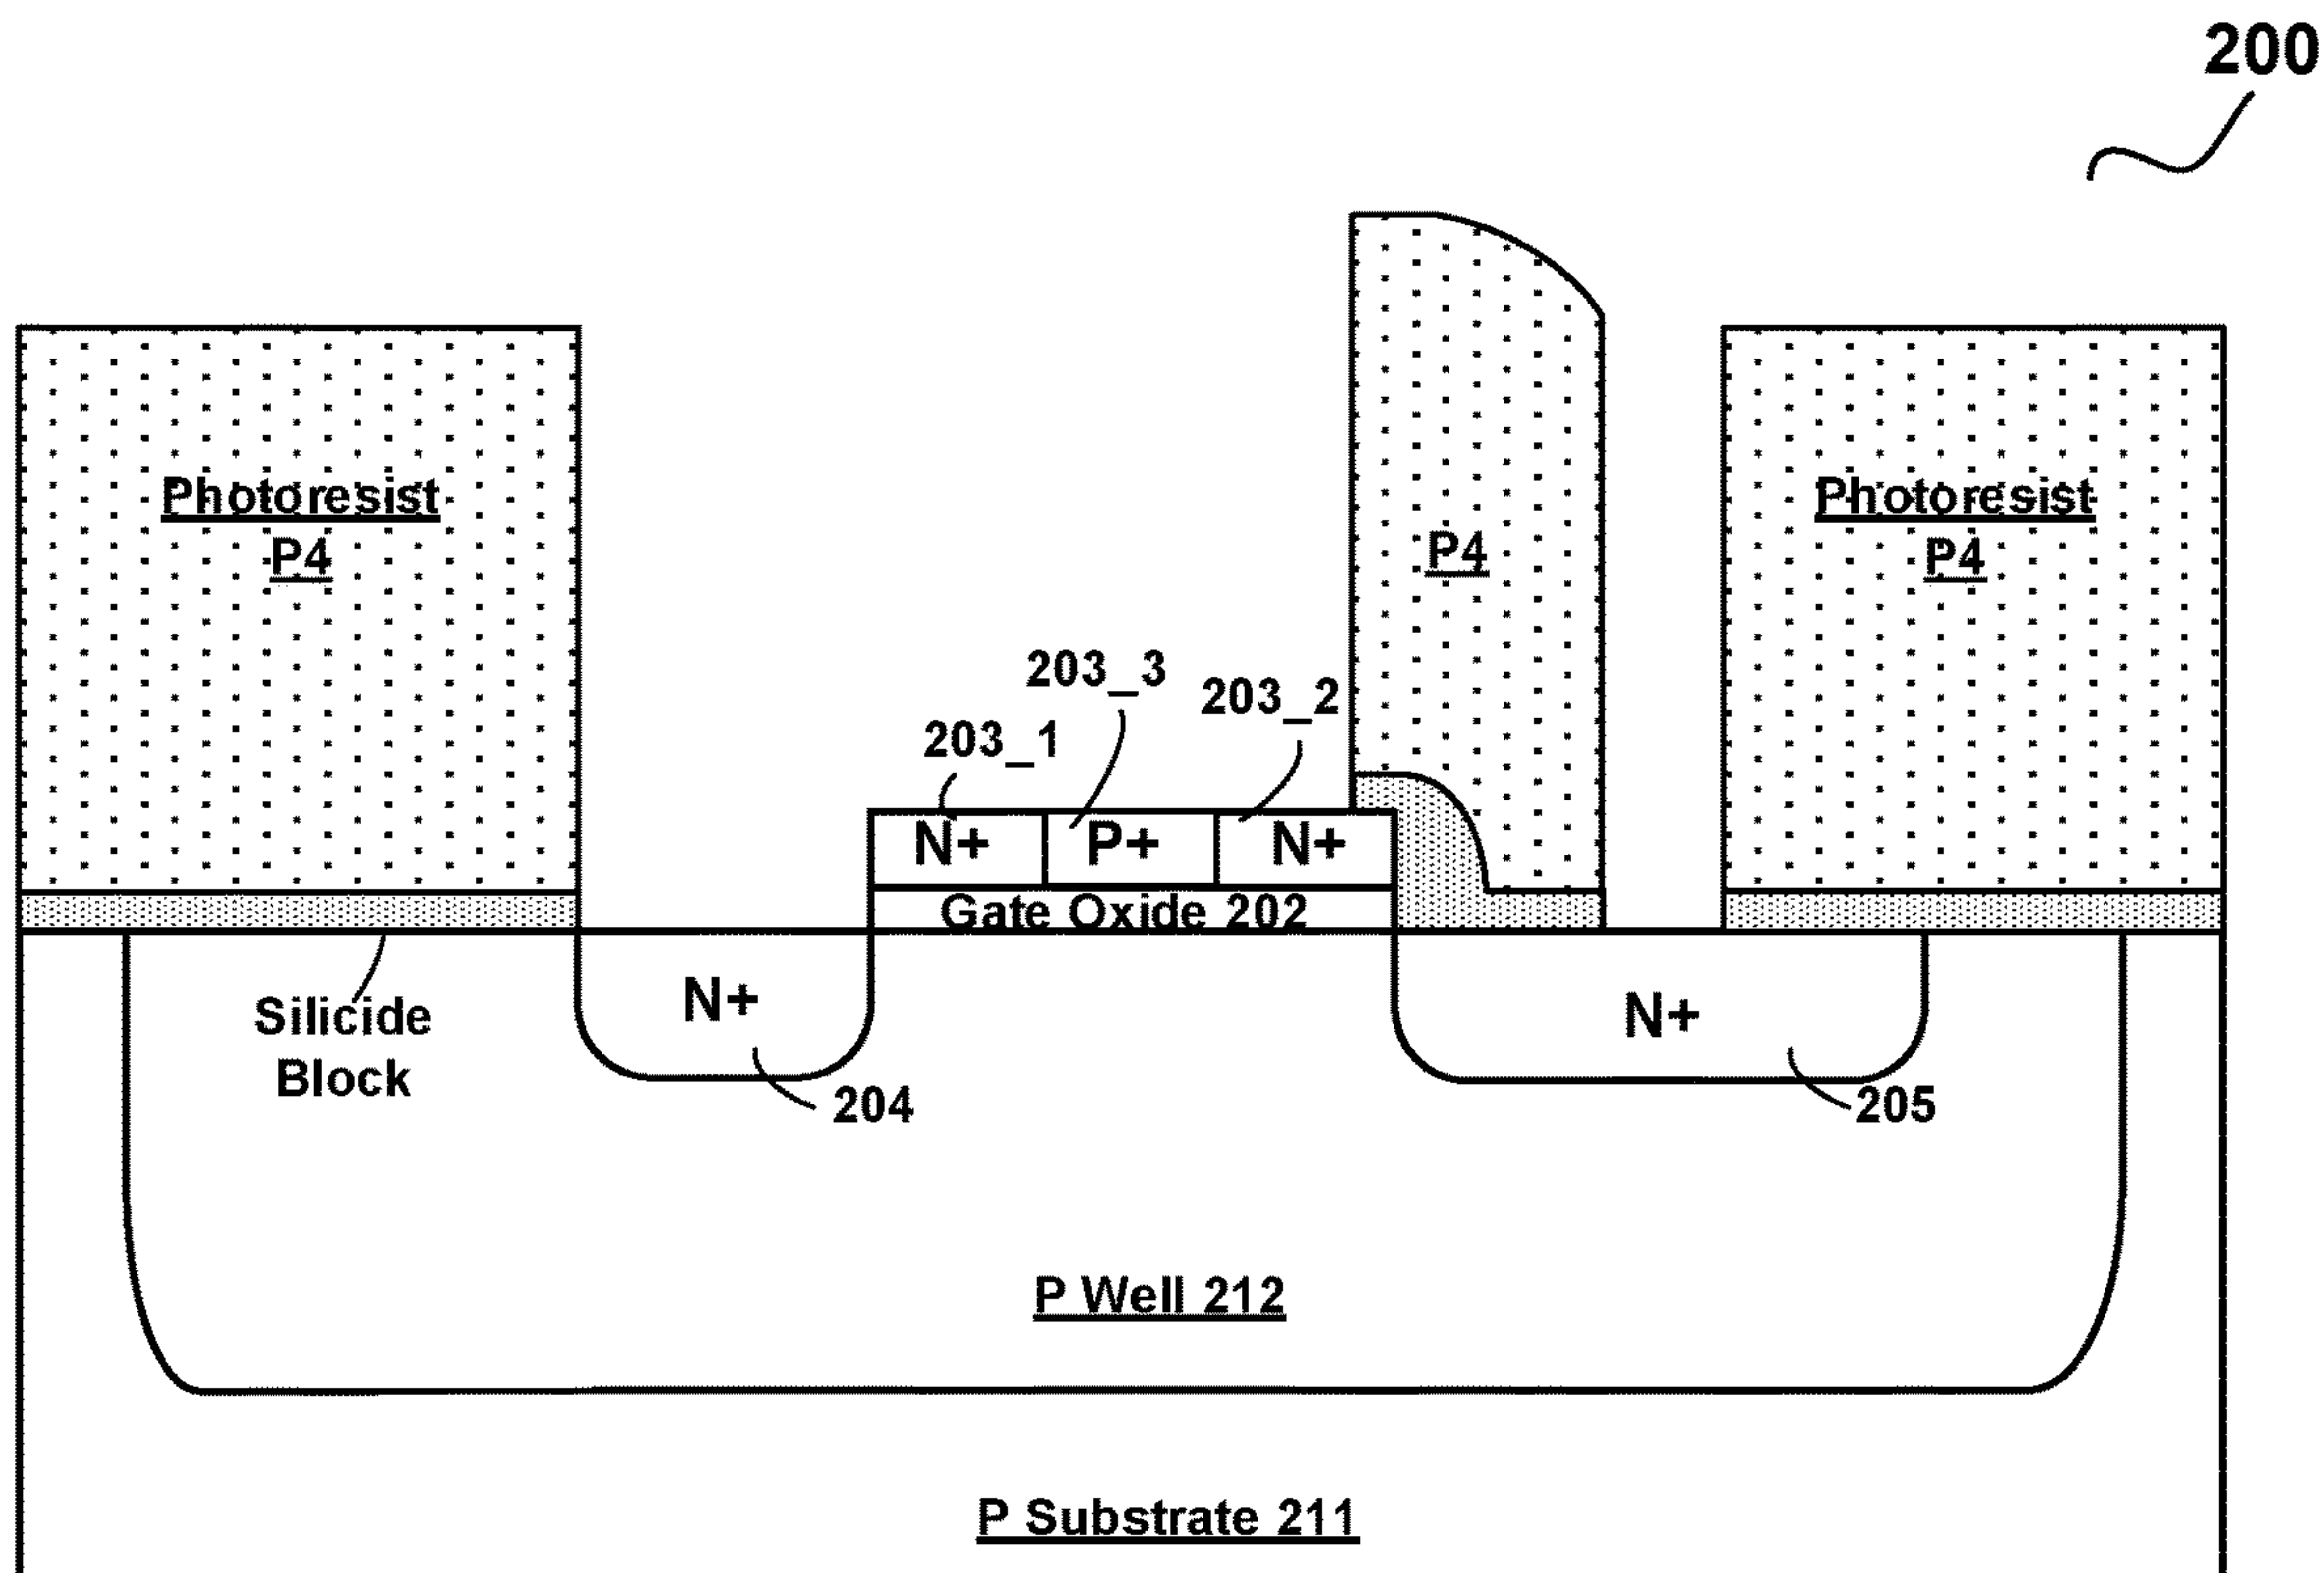 200
Photoresist
P4
P4
Photoresist
P4
203_3
203_2
203_1
N+
P+
N+
Gate Oxide 202
N+
N+
Silicide
Block
204
205
P Well 212
P Substrate 211